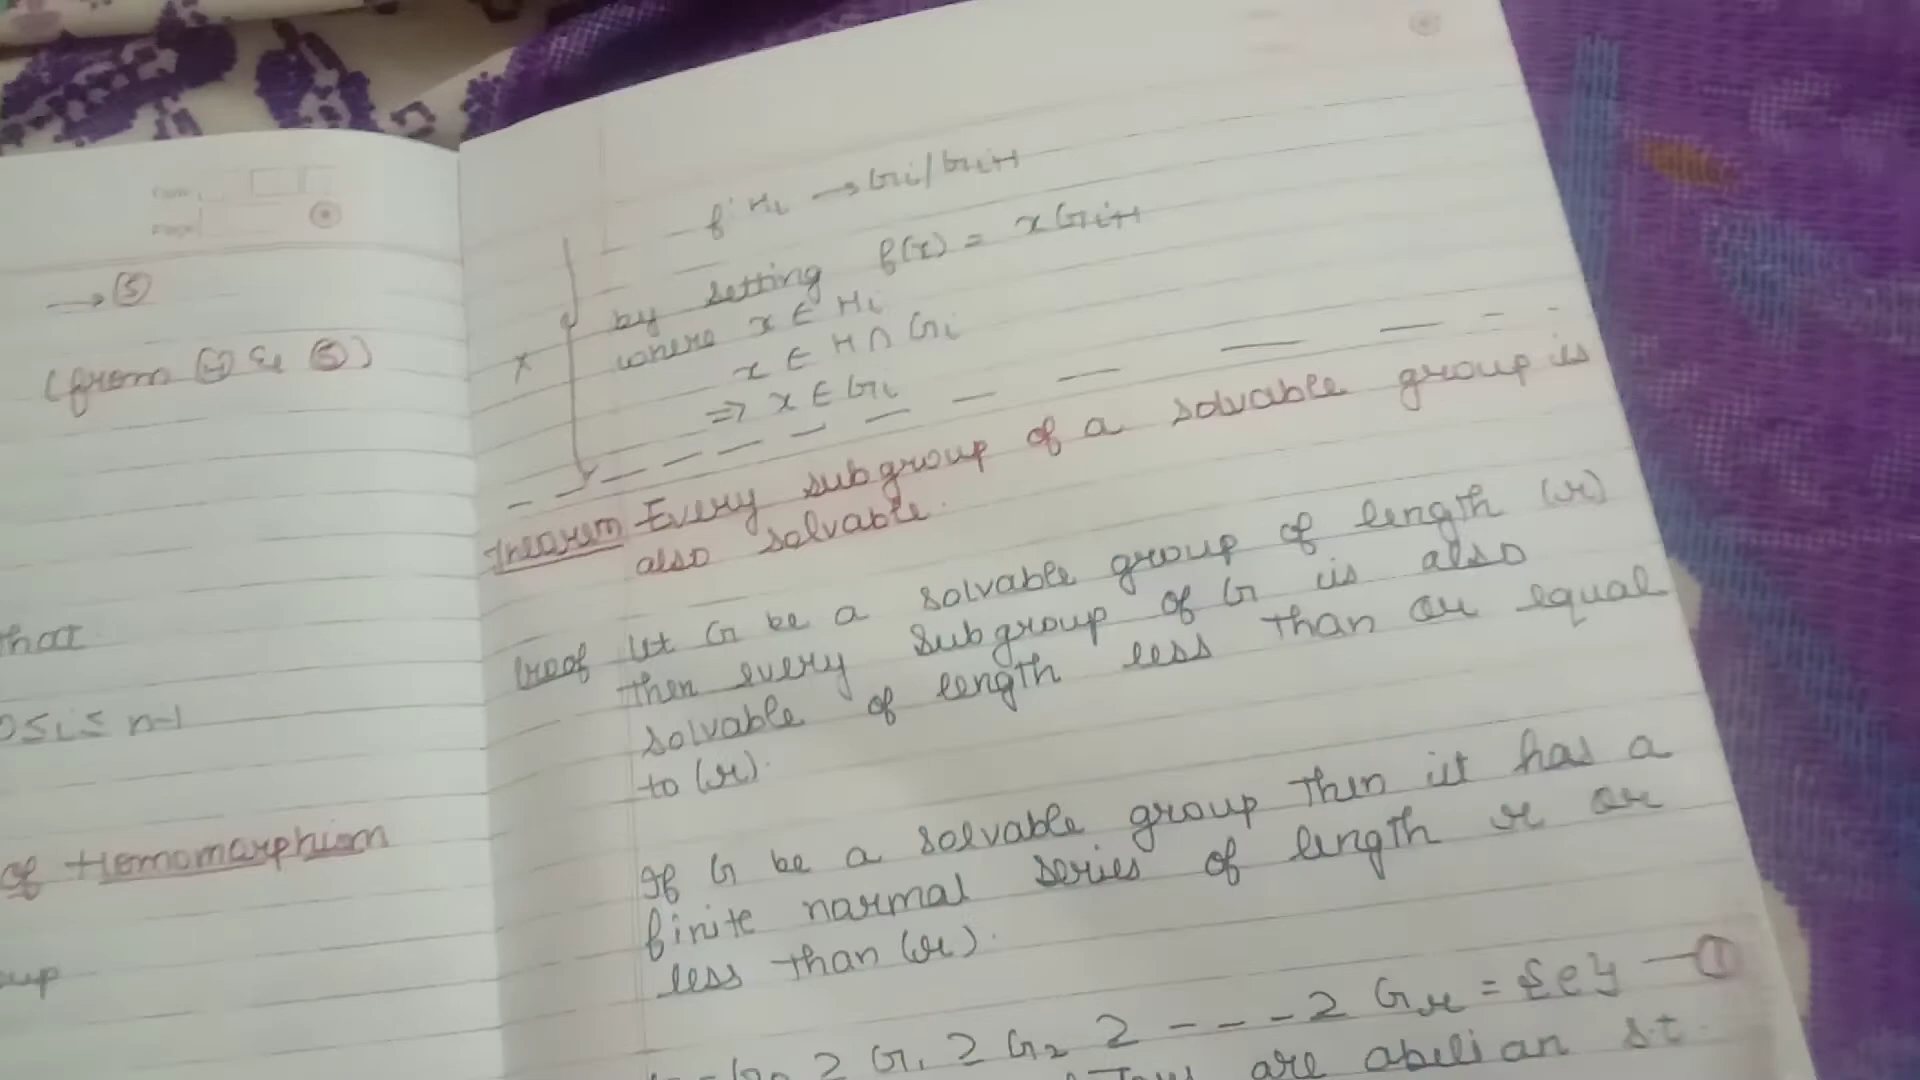 → ⑤
(from ④ & ⑤)
that
0≤i≤ n-1
of Homomorphism
f: Hi → Gi/Gi+1
by setting f(x) = xGi+1
where x ∈ Hi
x ∈ H∩Gi
⇒ x ∈ Gi
Theorem Every subgroup of a solvable group is
also solvable.
Proof let G be a solvable group of length (r)
then every subgroup of G is also
solvable of length less than or equal
to (r).
If G be a solvable group then it has a
finite normal series of length r or
less than (r).
G0 ⊇ G1 ⊇ G2 ⊇ ---- ⊇ Gr = {e} — ①
are abelian s.t.